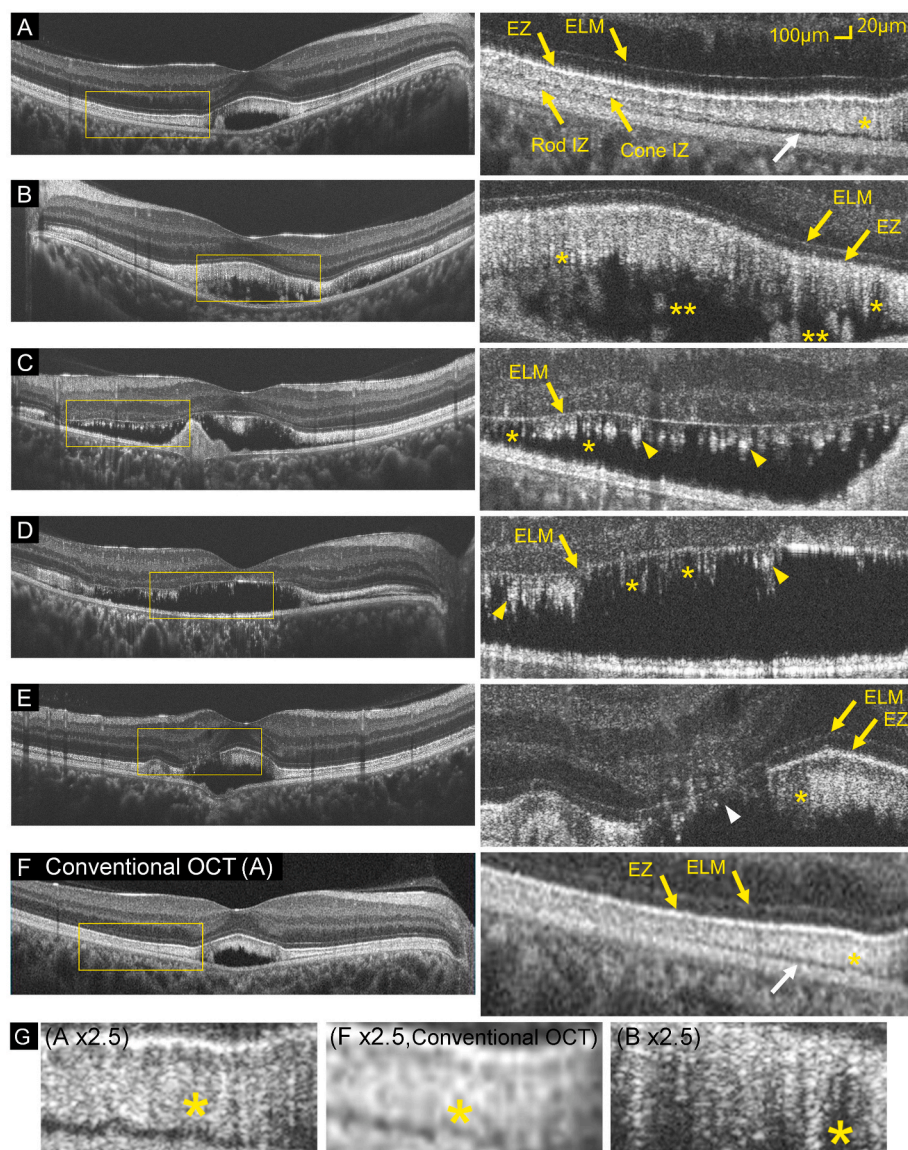 A
EZ
ELM
100µm
20µm
Rod IZ
Cone IZ
*
B
ELM
EZ
*
**
**
*
C
ELM
*
*
D
ELM
*
*
E
ELM
EZ
*
F Conventional OCT (A)
EZ
ELM
*
G (A x2.5)
(F x2.5,Conventional OCT)
(B x2.5)
*
*
*